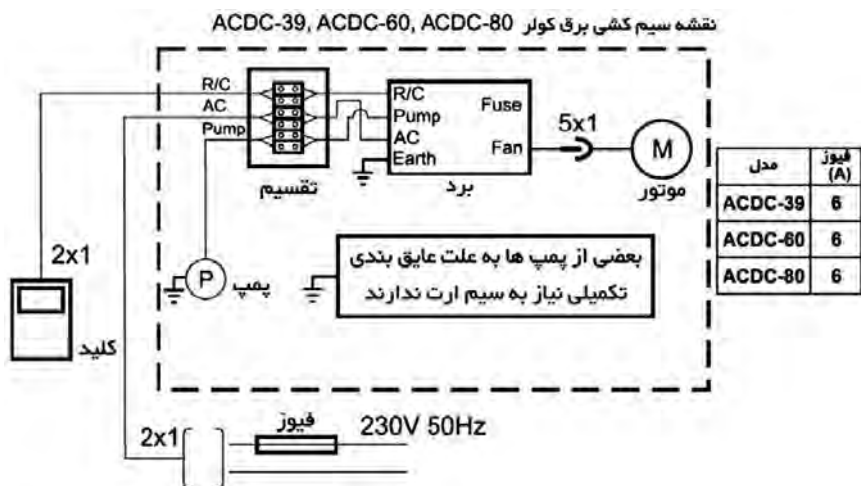 نقشه سیم کشی برق کولر ACDC-39, ACDC-60, ACDC-80
R/C
AC
Pump
تقسیم
R/C
Pump
AC
Earth
Fuse
Fan
برد
5x1
M
موتور
مدل فیوز (A)
ACDC-39 6
ACDC-60 6
ACDC-80 6
2x1
کلید
P
پمپ
بعضی از پمپ ها به علت عایق بندی
تکمیلی نیاز به سیم ارت ندارند
2x1
فیوز
230V 50Hz